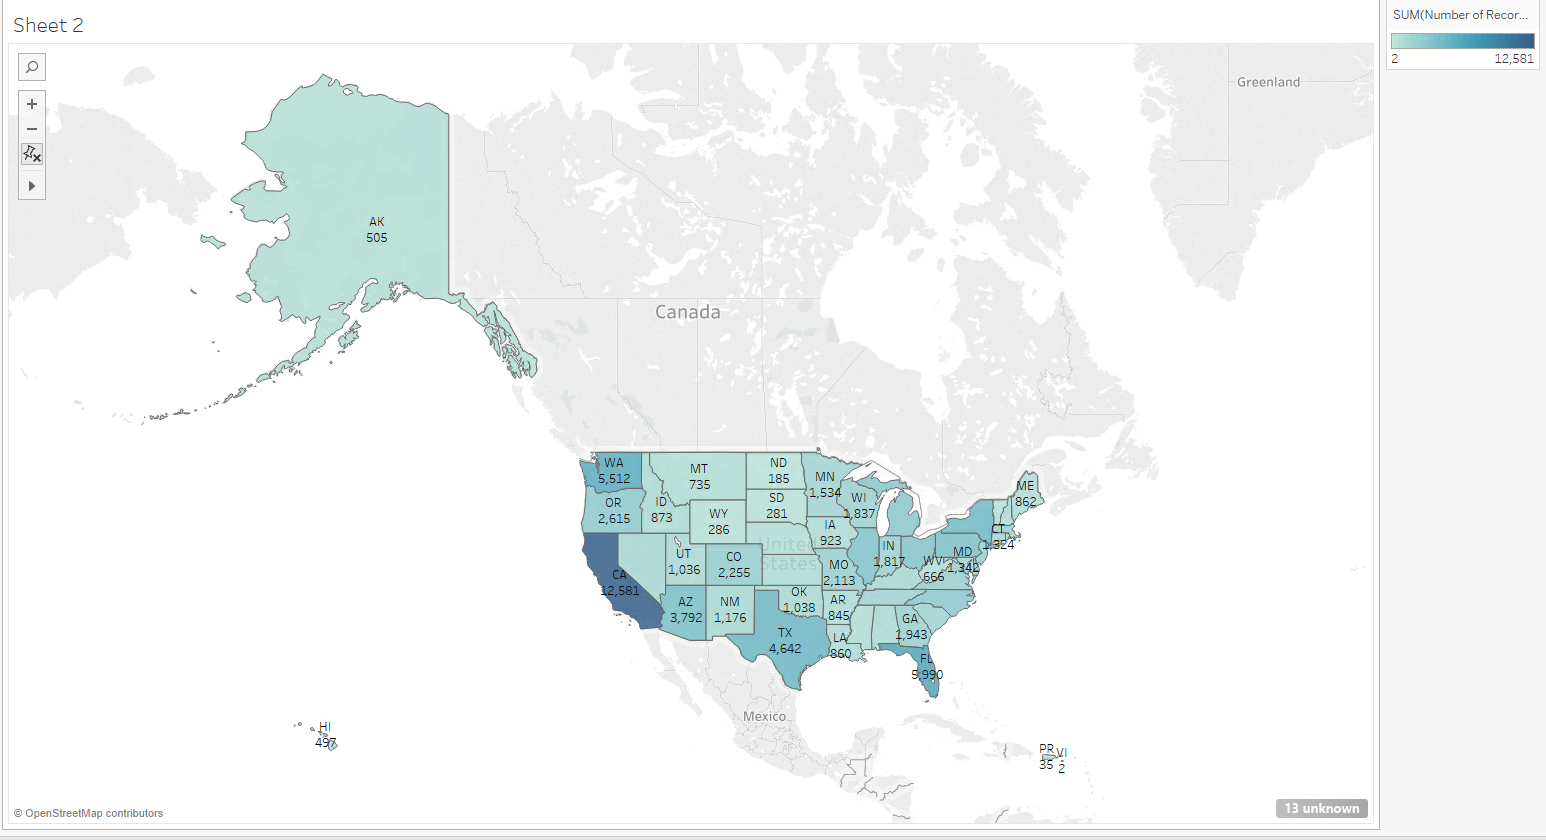 Sheet 2
SUM(Number of Recor...
2 12,581
Greenland
AK
505
Canada
WA
5,512
MT
735
ND
185
MN
1,534
OR
2,615
ID
873
WY
286
SD
281
WI
1,837
ME
862
IA
923
United
States
CT
1,324
UT
1,036
CO
2,255
IN
1,817
MD
1,342
WV
666
CA
12,581
MO
2,113
AZ
3,792
NM
1,176
OK
1,038
AR
845
GA
1,943
TX
4,642
LA
860
FL
5,990
Mexico
HI
497
PR
35
VI
2
© OpenStreetMap contributors
13 unknown